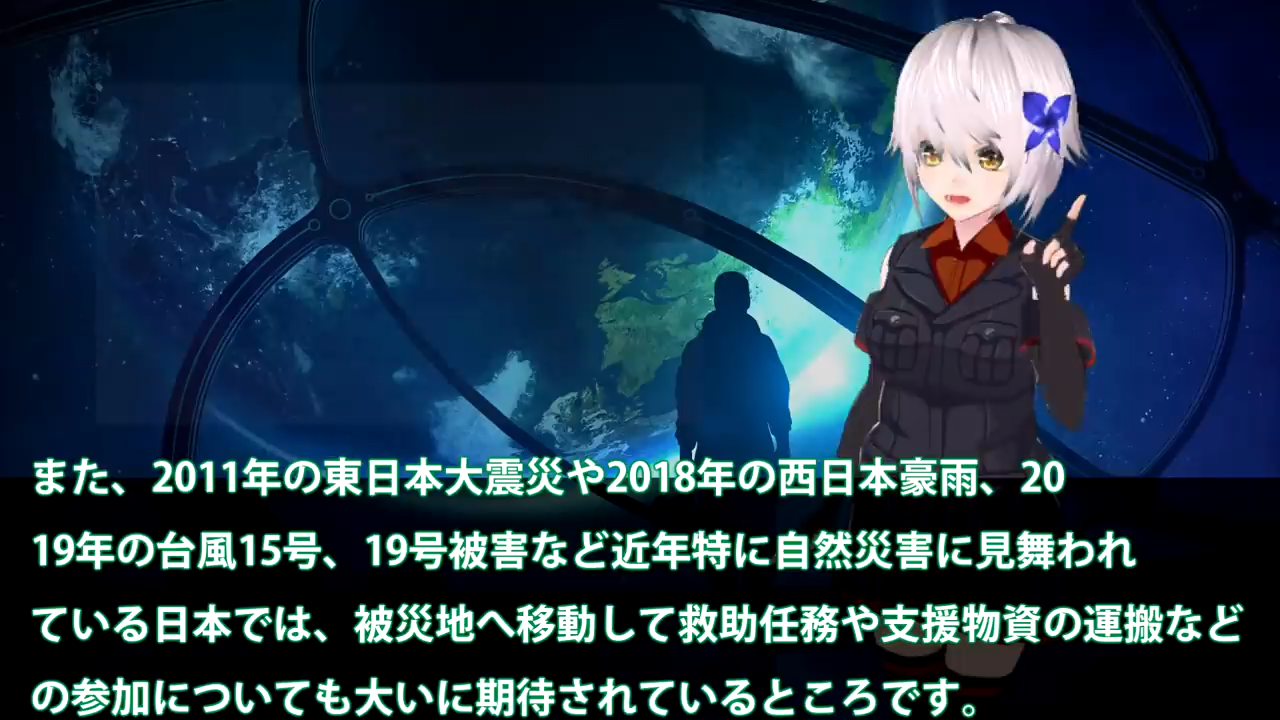 また、2011年の東日本大震災や2018年の西日本豪雨、20
19年の台風15号、19号被害など近年特に自然災害に見舞われ
ている日本では、被災地へ移動して救助任務や支援物資の運搬など
の参加についても大いに期待されているところです。